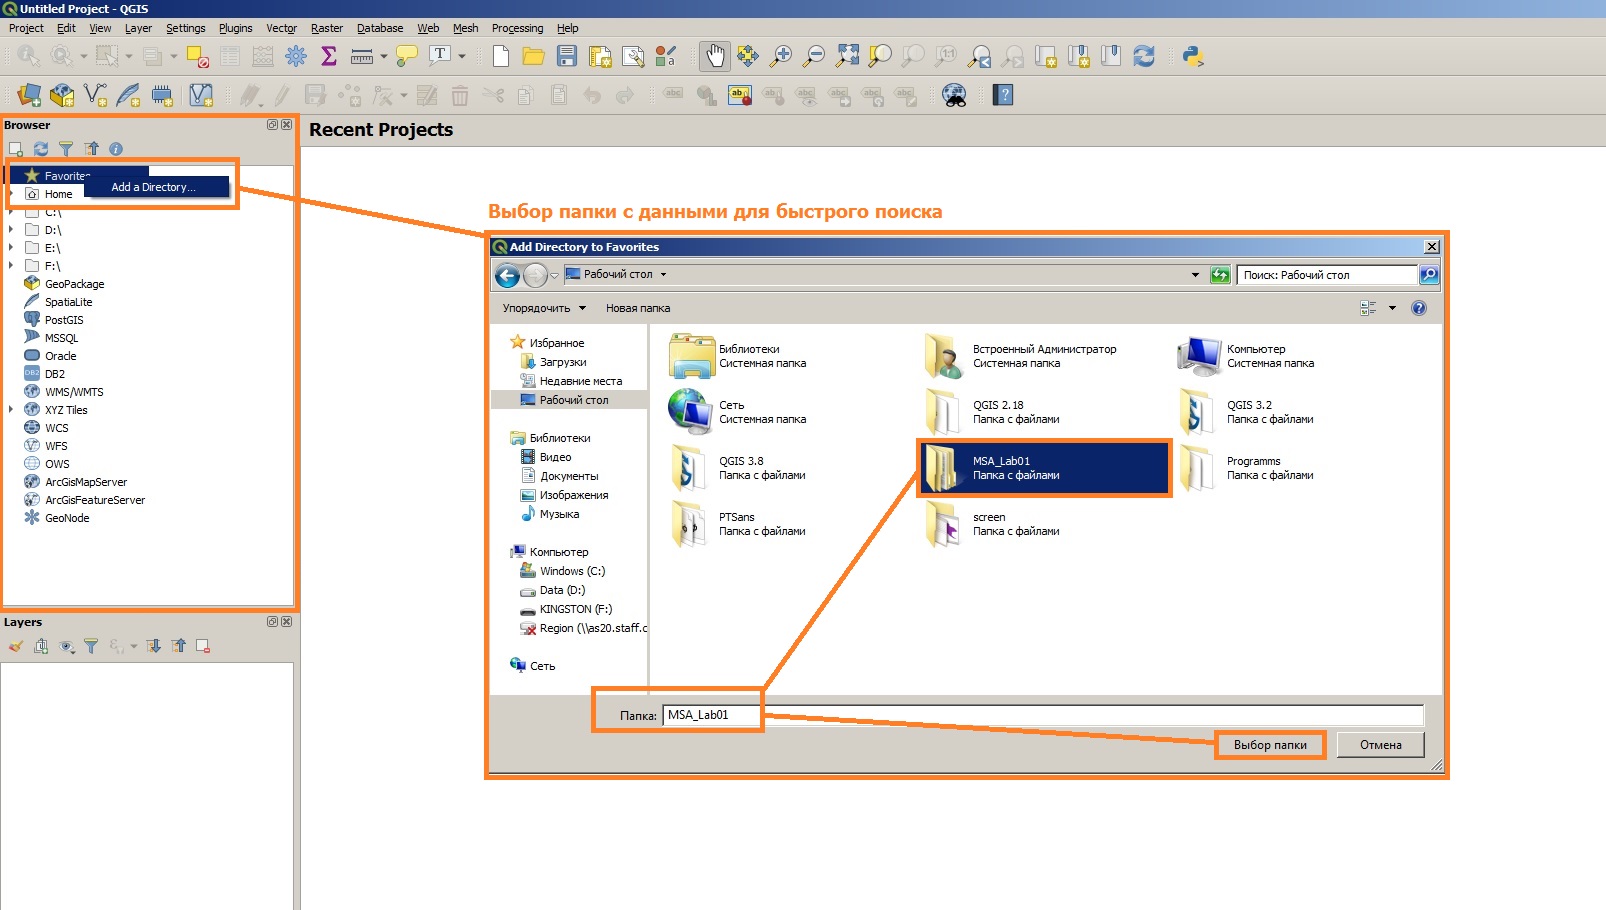 Untitled Project - QGIS
Project Edit View Layer Settings Plugins Vector Raster Database Web Mesh Processing Help
Browser
Recent Projects
Favorites
Add a Directory...
Home
C:\
D:\
E:\
F:\
GeoPackage
SpatiaLite
PostGIS
MSSQL
Oracle
DB2
WMS/WMTS
XYZ Tiles
WCS
WFS
OWS
ArcGisMapServer
ArcGisFeatureServer
GeoNode
Layers
Выбор папки с данными для быстрого поиска
Add Directory to Favorites
Рабочий стол
Поиск: Рабочий стол
Упорядочить Новая папка
Избранное
Загрузки
Недавние места
Рабочий стол
Библиотеки
Видео
Документы
Изображения
Музыка
Компьютер
Windows (C:)
Data (D:)
KINGSTON (F:)
Region (\\as20.staff.c
Сеть
Библиотеки
Системная папка
Встроенный Администратор
Системная папка
Компьютер
Системная папка
Сеть
Системная папка
QGIS 2.18
Папка с файлами
QGIS 3.2
Папка с файлами
QGIS 3.8
Папка с файлами
MSA_Lab01
Папка с файлами
Programms
Папка с файлами
PTSans
Папка с файлами
screen
Папка с файлами
Папка: MSA_Lab01
Выбор папки Отмена